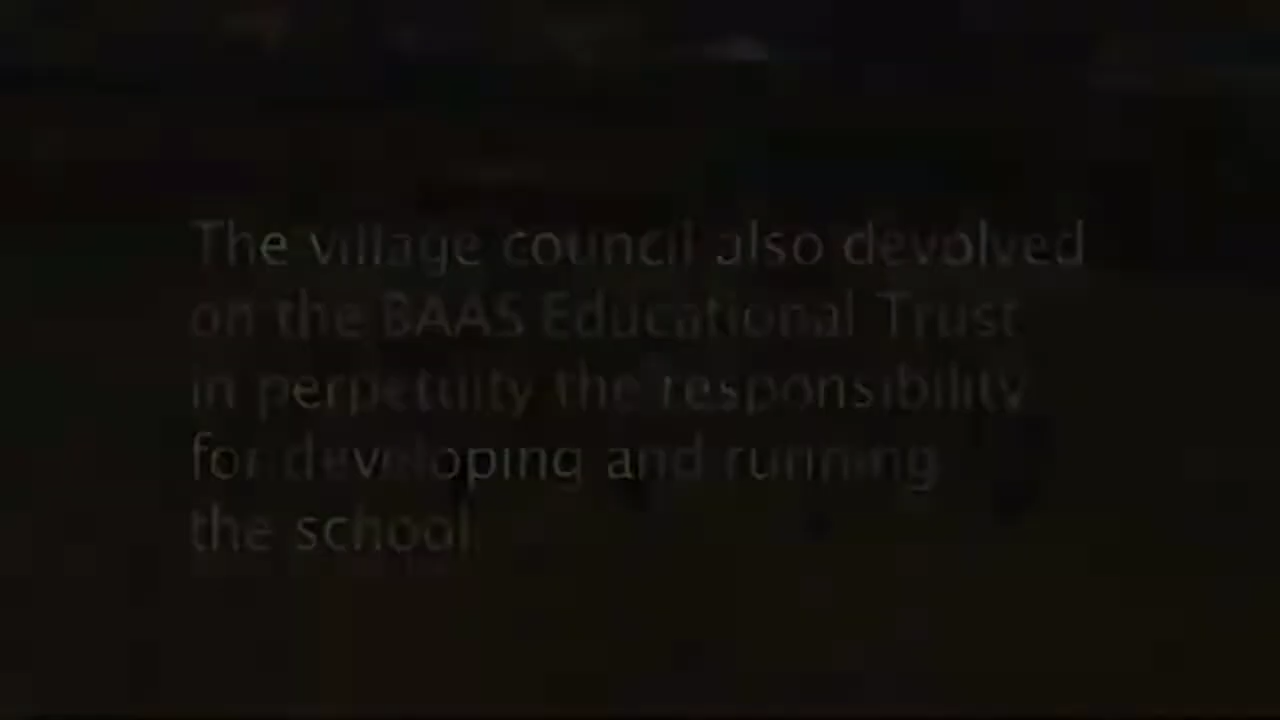 The village council also devolved
on the BAAS Educational Trust
in perpetuity the responsibility
for developing and running
the school